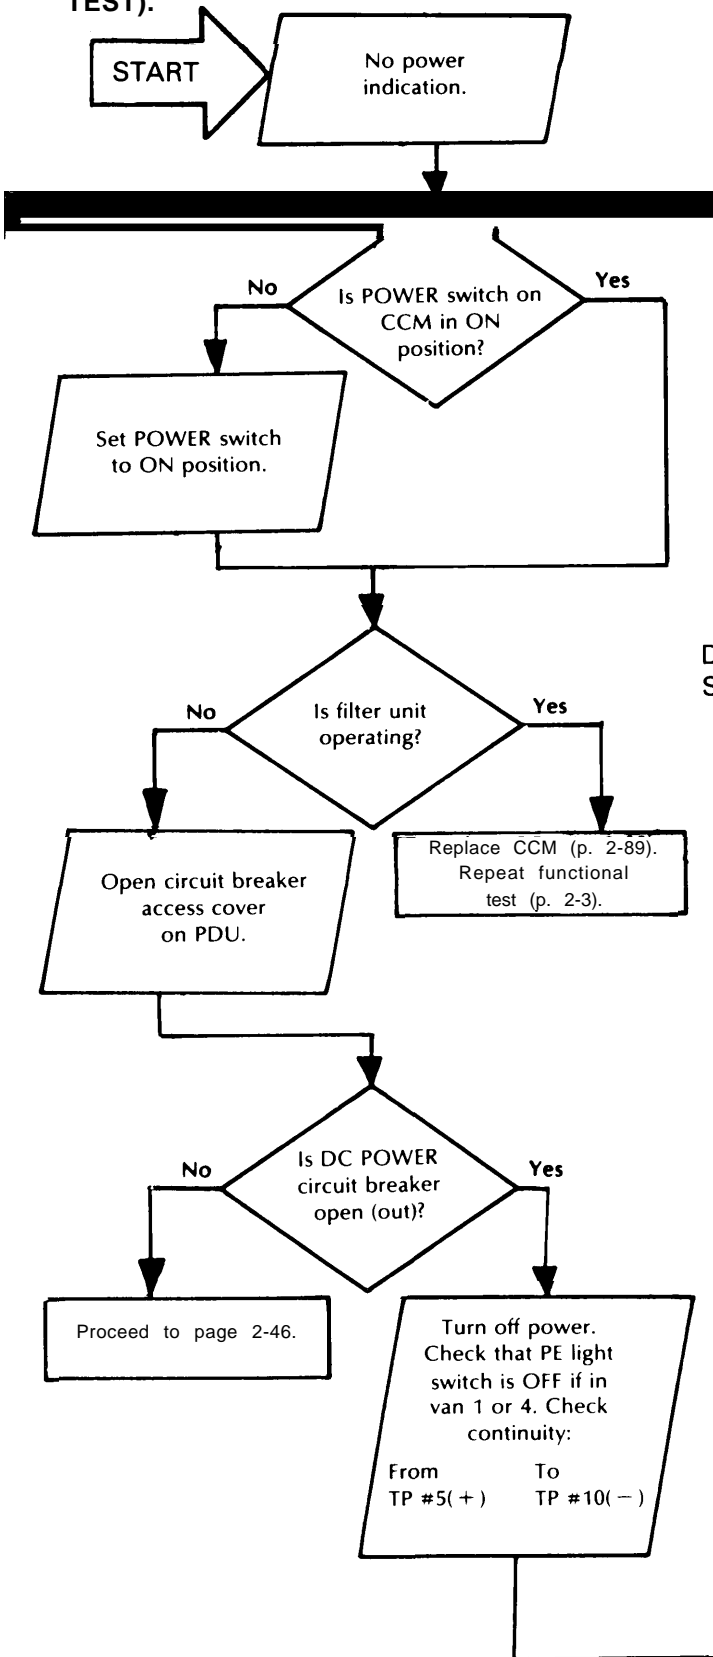 TEST).
START
No power
indication.
No
Yes
Is POWER switch on
CCM in ON
position?
Set POWER switch
to ON position.
D
S
No
Yes
Is filter unit
operating?
Open circuit breaker
access cover
on PDU.
Replace CCM (p. 2-89).
Repeat functional
test (p. 2-3).
No
Yes
Is DC POWER
circuit breaker
open (out)?
Proceed to page 2-46.
Turn off power.
Check that PE light
switch is OFF if in
van 1 or 4. Check
continuity:
From To
TP #5(+) TP #10(−)